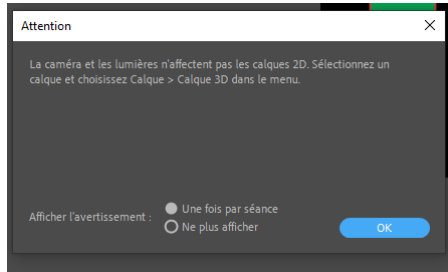 Attention
La caméra et les lumières n'affectent pas les calques 2D. Sélectionnez un
calque et choisissez Calque > Calque 3D dans le menu.
Afficher l'avertissement :
Une fois par séance
Ne plus afficher
OK